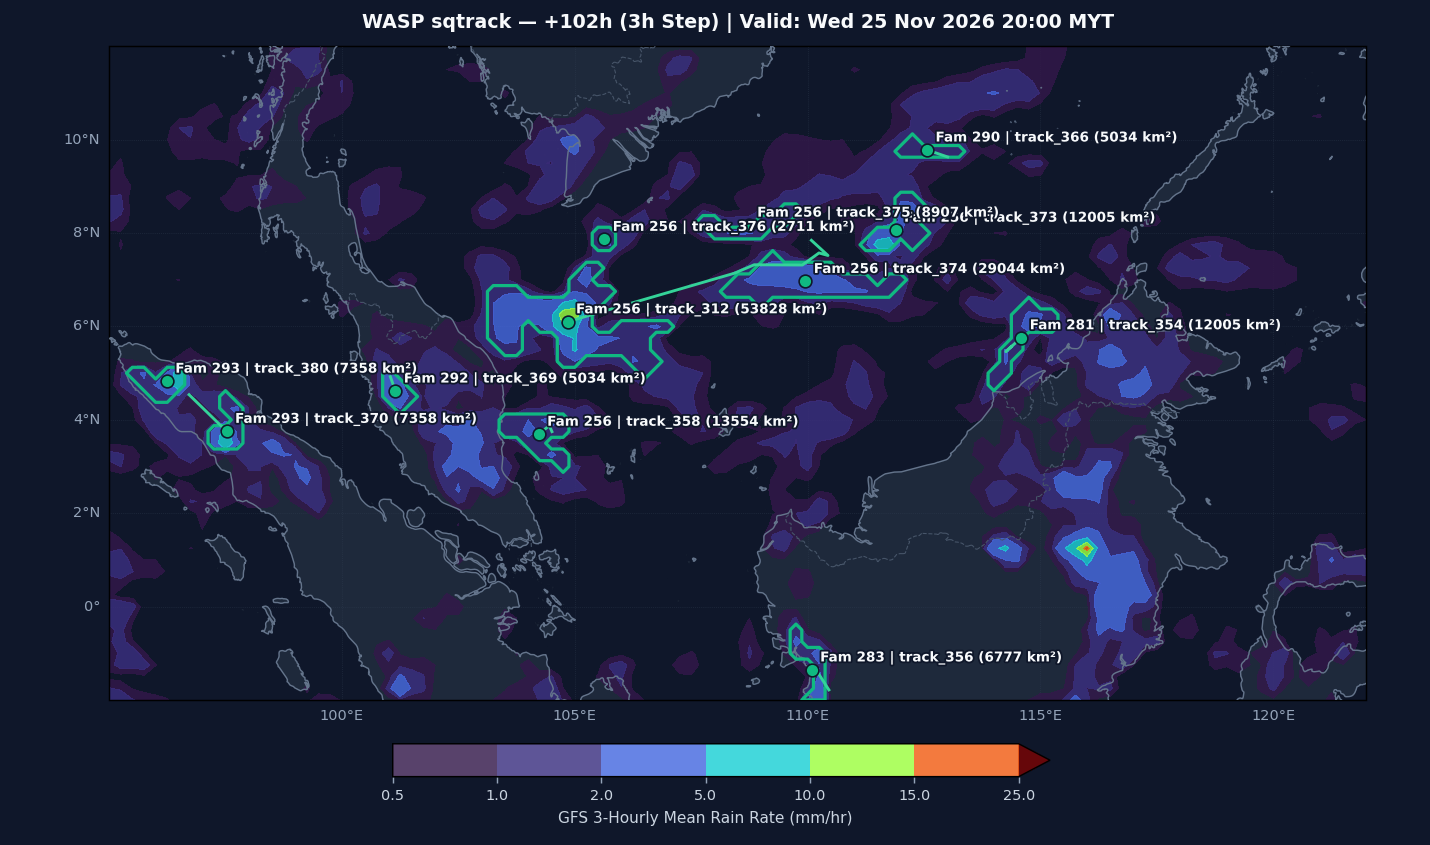 WASP sqtrack — +102h (3h Step) | Valid: Wed 25 Nov 2026 20:00 MYT
10°N
8°N
6°N
4°N
2°N
0°
Fam 290 | track_366 (5034 km²)
Fam 256 | track_375 (8907 km²)
track_373 (12005 km²)
Fam 256 | track_376 (2711 km²)
Fam 256 | track_374 (29044 km²)
Fam 256 | track_312 (53828 km²)
Fam 281 | track_354 (12005 km²)
Fam 293 | track_380 (7358 km²)
Fam 292 | track_369 (5034 km²)
Fam 293 | track_370 (7358 km²)
Fam 256 | track_358 (13554 km²)
Fam 283 | track_356 (6777 km²)
100°E 105°E 110°E 115°E 120°E
0.5 1.0 2.0 5.0 10.0 15.0 25.0
GFS 3-Hourly Mean Rain Rate (mm/hr)